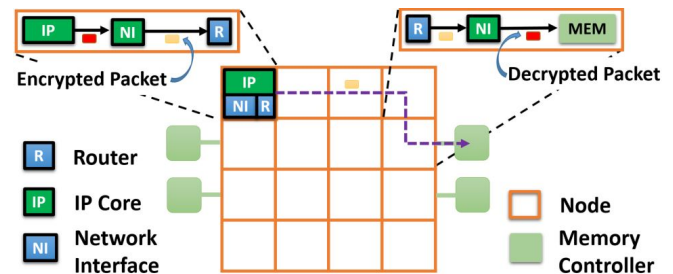 IP NI R
R NI MEM
Encrypted Packet
Decrypted Packet
IP
NI R
R Router
IP IP Core
NI Network
Interface
Node
Memory
Controller